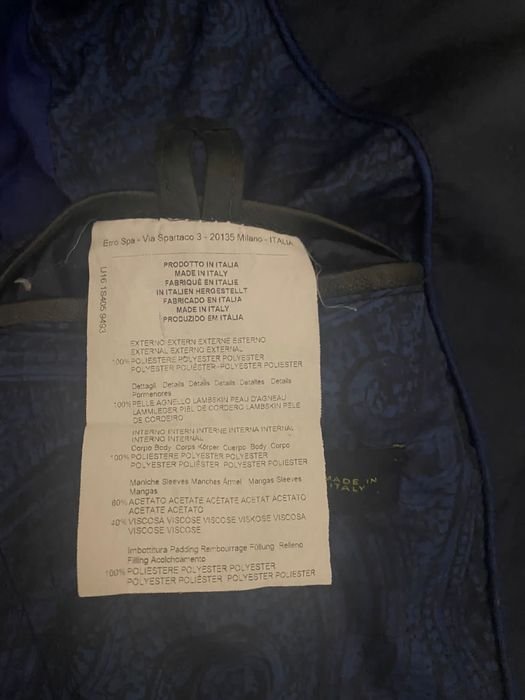 Etro Spa - Via Spartaco 3 - 20135 Milano - ITALIA
U16 1S405 9493
PRODOTTO IN ITALIA
MADE IN ITALY
FABRIQUÉ EN ITALIE
IN ITALIEN HERGESTELLT
FABRICADO EN ITALIA
MADE IN ITALY
PRODUZIDO EM ITÁLIA
EXTERNO EXTERN EXTERNE ESTERNO
EXTERNAL EXTERNO EXTERNAL
100% POLIESTERE POLYESTER POLYESTER
POLYESTER POLIÉSTER POLYESTER POLIESTER
Dettagli Details Détails Details Detalles Details
Pormenores
100% PELLE AGNELLO LAMBSKIN PEAU D'AGNEAU
LAMMLEDER PIEL DE CORDERO LAMBSKIN PELE
DE CORDEIRO
INTERNO INTERN INTERNE INTERNA INTERNAL
INTERNO INTERNAL
Corpo Body Corps Körper Cuerpo Body Corpo
100% POLIESTERE POLYESTER POLYESTER
POLYESTER POLIÉSTER POLYESTER POLIESTER
Maniche Sleeves Manches Ärmel Mangas Sleeves
Mangas
60% ACETATO ACETATE ACÉTATE ACETAT ACETATO
ACETATE ACETATO
40% VISCOSA VISCOSE VISCOSE VISKOSE VISCOSA
VISCOSE VISCOSE
Imbottitura Padding Rembourrage Füllung Relleno
Filling Acolchoamento
100% POLIESTERE POLYESTER POLYESTER
POLYESTER POLIÉSTER POLYESTER POLIESTER
MADE IN
ITALY